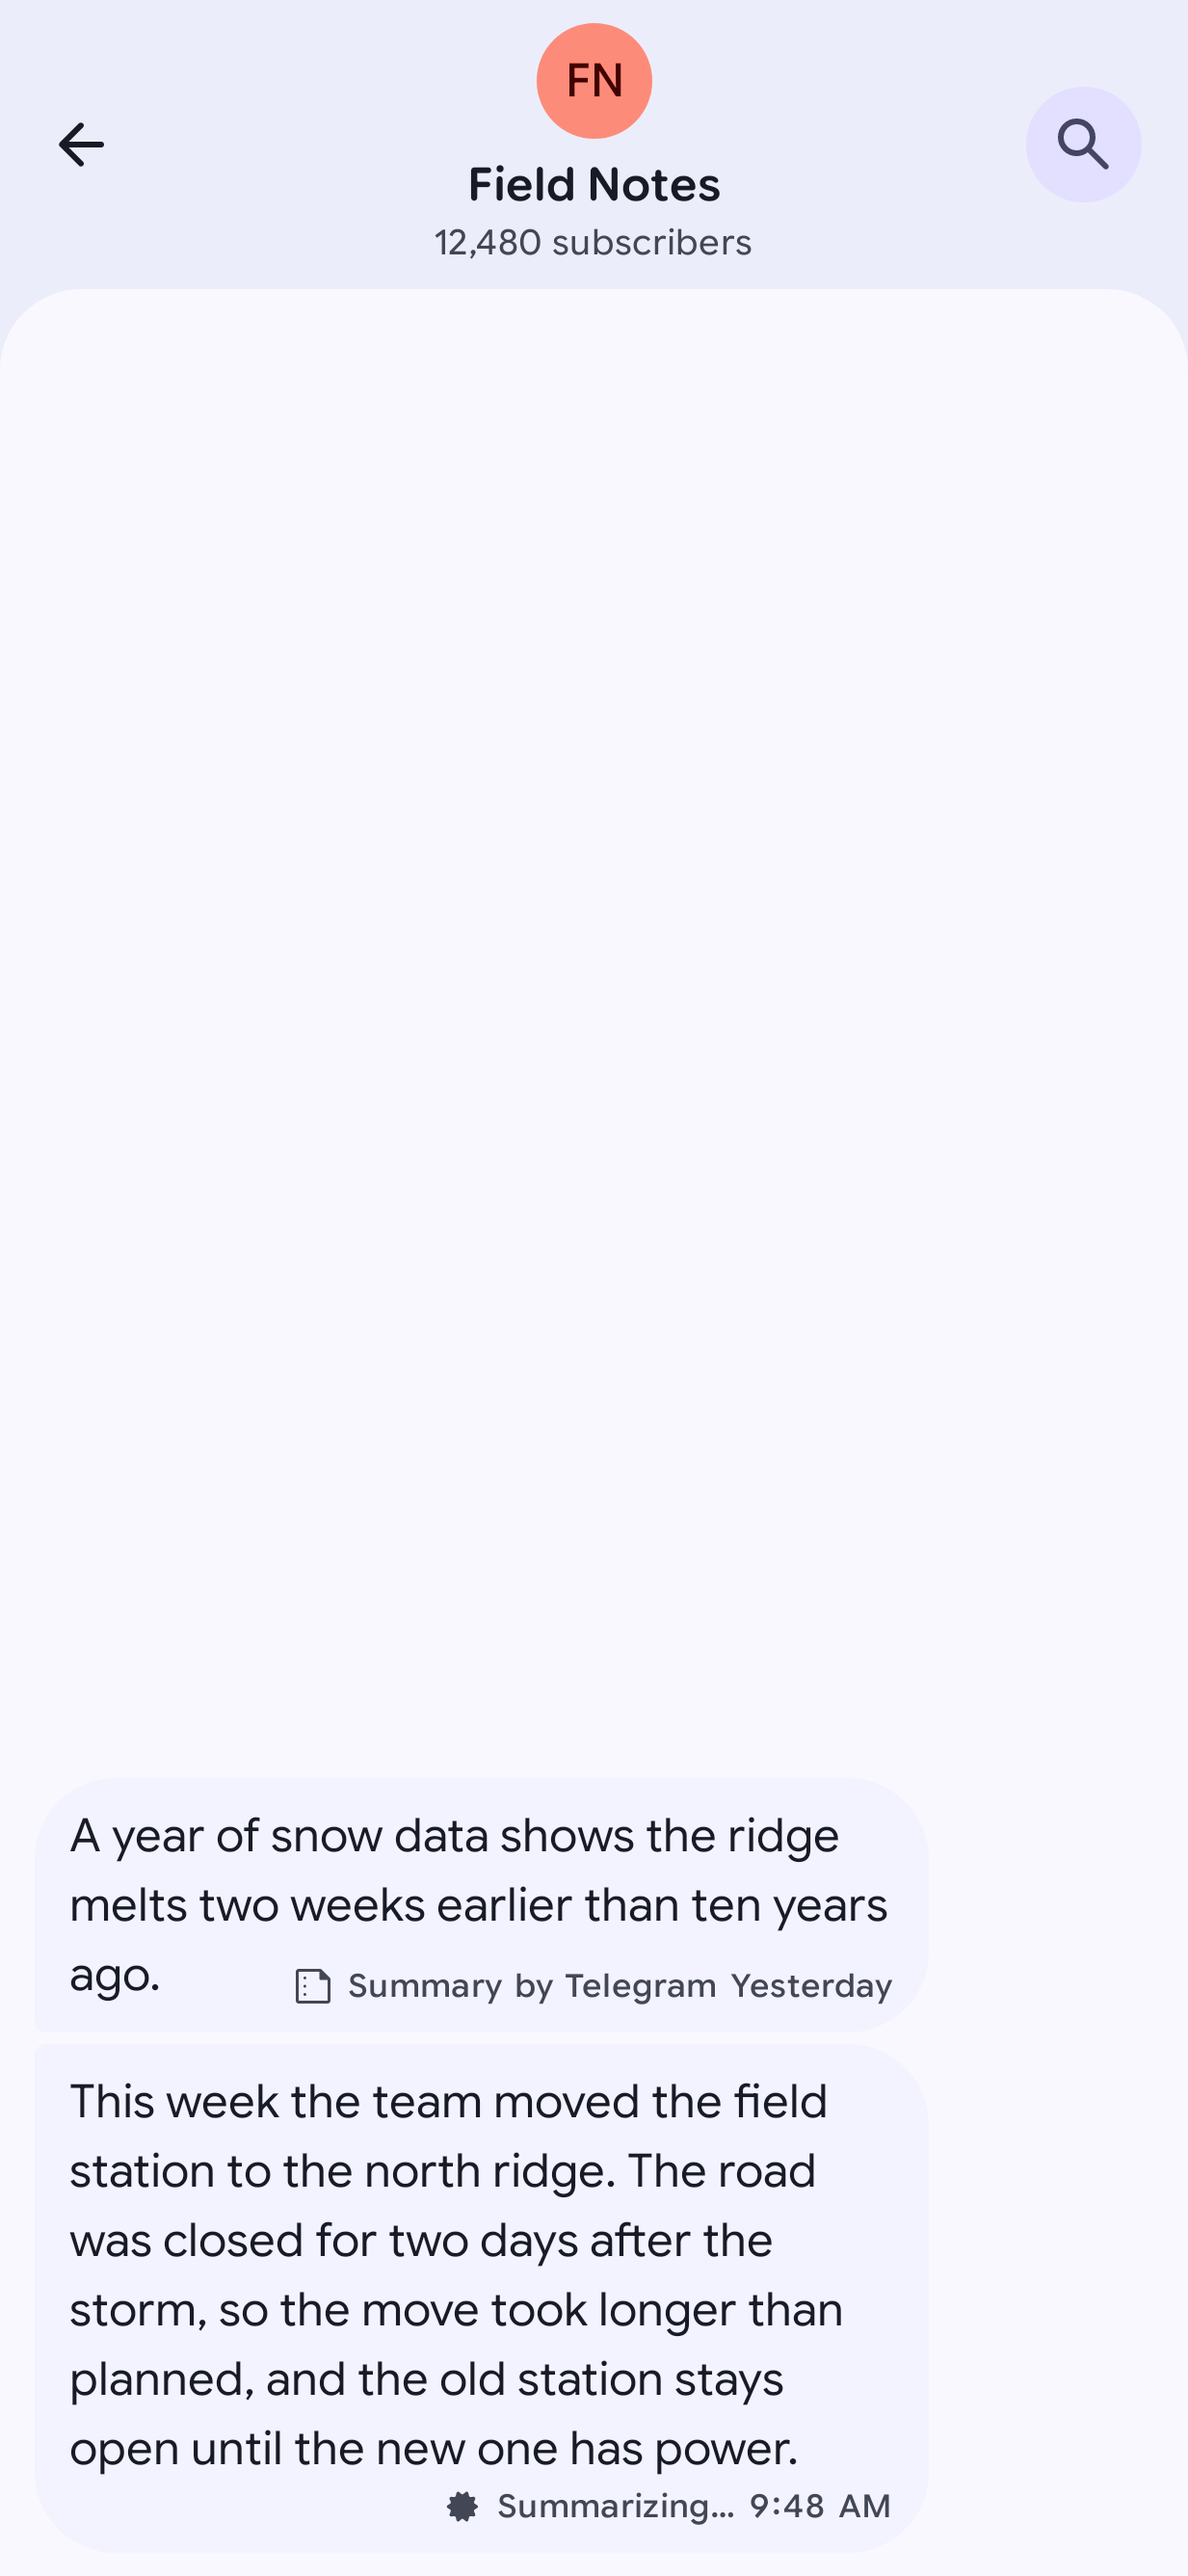 FN
Field Notes
12,480 subscribers
A year of snow data shows the ridge
melts two weeks earlier than ten years
ago.
Summary by Telegram Yesterday
This week the team moved the field
station to the north ridge. The road
was closed for two days after the
storm, so the move took longer than
planned, and the old station stays
open until the new one has power.
Summarizing... 9:48 AM